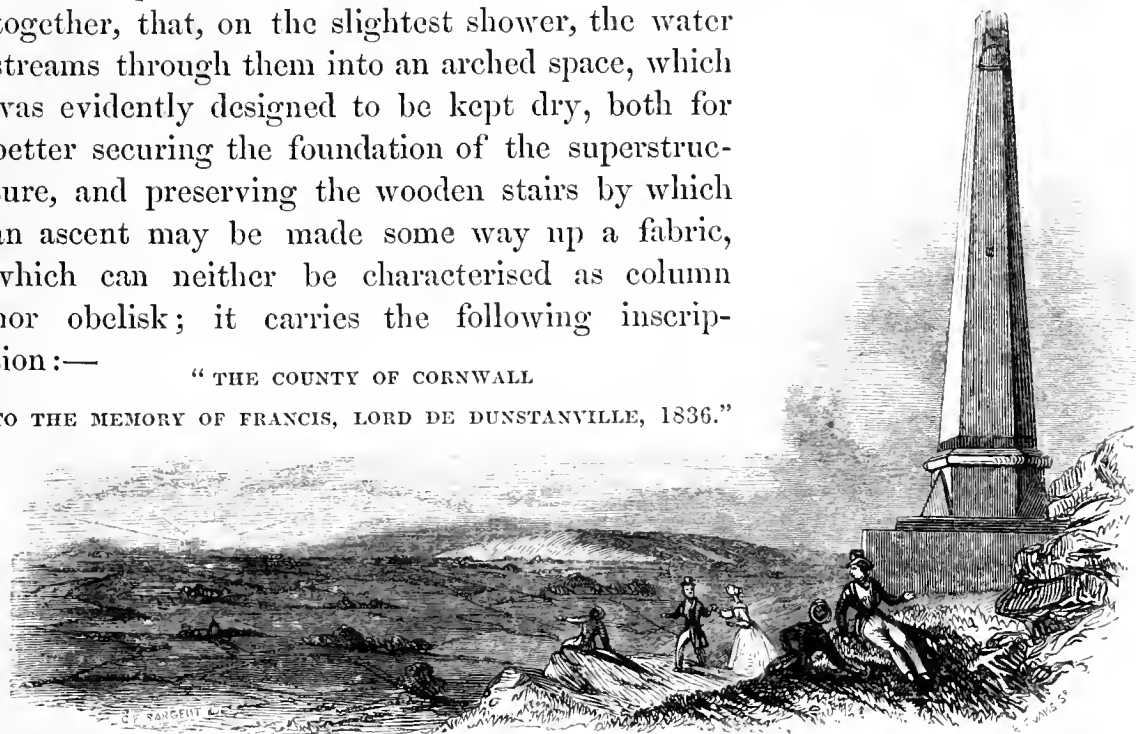 together, that, on the slightest shower, the water
streams through them into an arched space, which
was evidently designed to be kept dry, both for
better securing the foundation of the superstruc-
ture, and preserving the wooden stairs by which
an ascent may be made some way up a fabric,
which can neither be characterised as column
nor obelisk; it carries the following inscrip-
tion:—
“ THE COUNTY OF CORNWALL
TO THE MEMORY OF FRANCIS, LORD DE DUNSTANVILLE, 1836.”
SARGENT